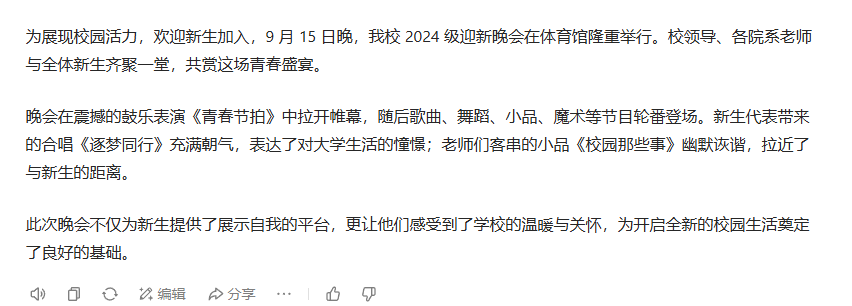 为展现校园活力，欢迎新生加入，9 月 15 日晚，我校 2024 级迎新晚会在体育馆隆重举行。校领导、各院系老师
与全体新生齐聚一堂，共赏这场青春盛宴。
晚会在震撼的鼓乐表演《青春节拍》中拉开帷幕，随后歌曲、舞蹈、小品、魔术等节目轮番登场。新生代表带来
的合唱《逐梦同行》充满朝气，表达了对大学生活的憧憬；老师们客串的小品《校园那些事》幽默诙谐，拉近了
与新生的距离。
此次晚会不仅为新生提供了展示自我的平台，更让他们感受到了学校的温暖与关怀，为开启全新的校园生活奠定
了良好的基础。
编辑 分享